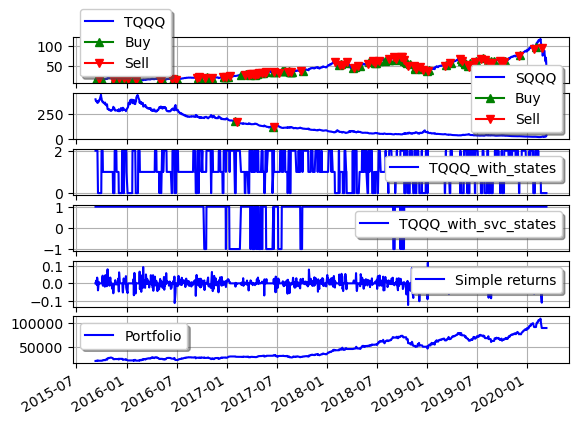 TQQQ
Buy
Sell
100
50
SQQQ
Buy
Sell
250
0
2
0
TQQQ_with_states
1
0
−1
TQQQ_with_svc_states
0.1
0.0
−0.1
Simple returns
100000
50000
Portfolio
2015-07
2016-01
2016-07
2017-01
2017-07
2018-01
2018-07
2019-01
2019-07
2020-01